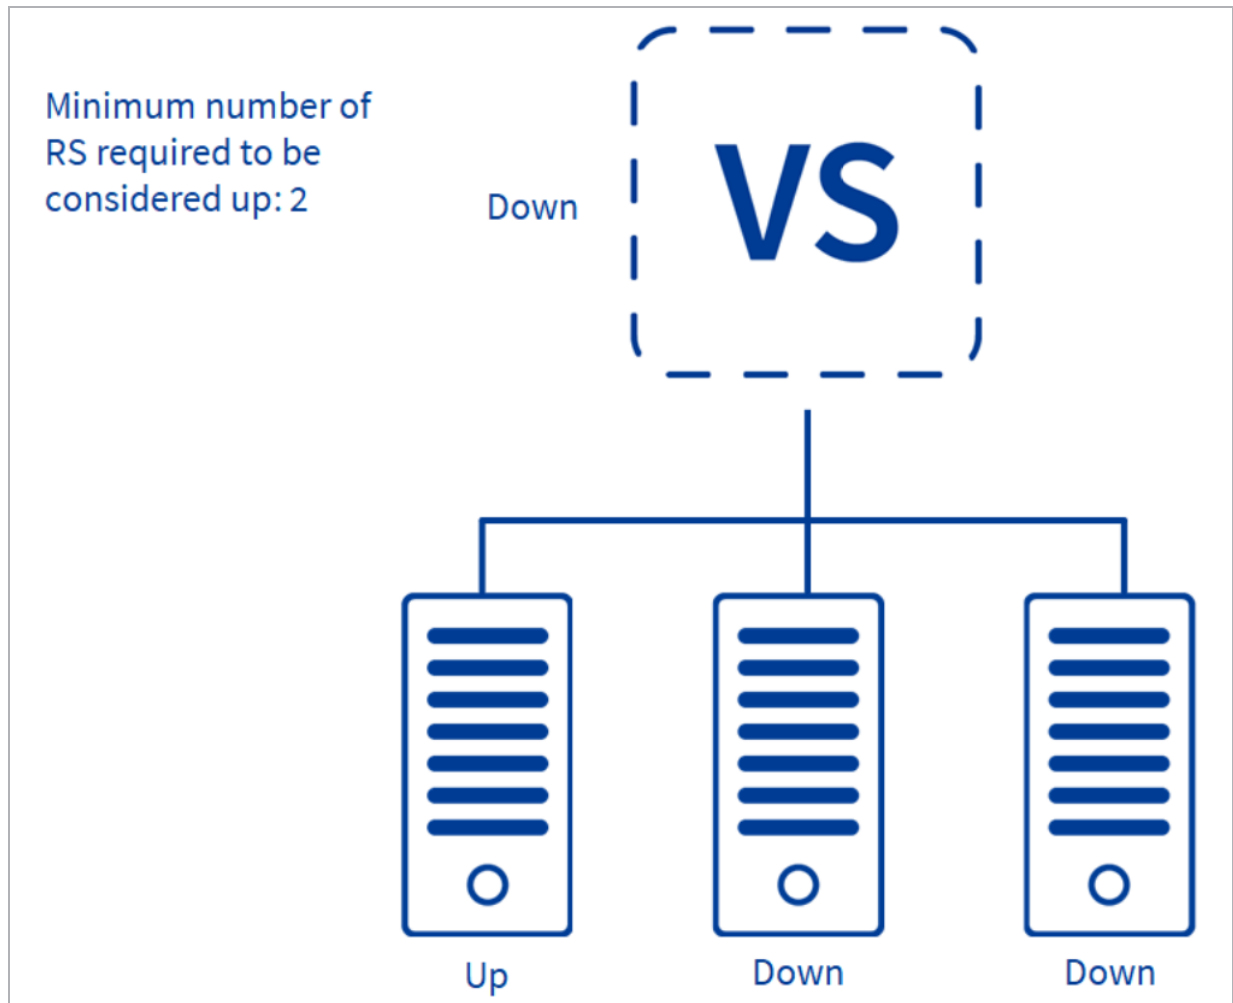 Minimum number of
RS required to be
considered up: 2
Down
VS
Up
Down
Down